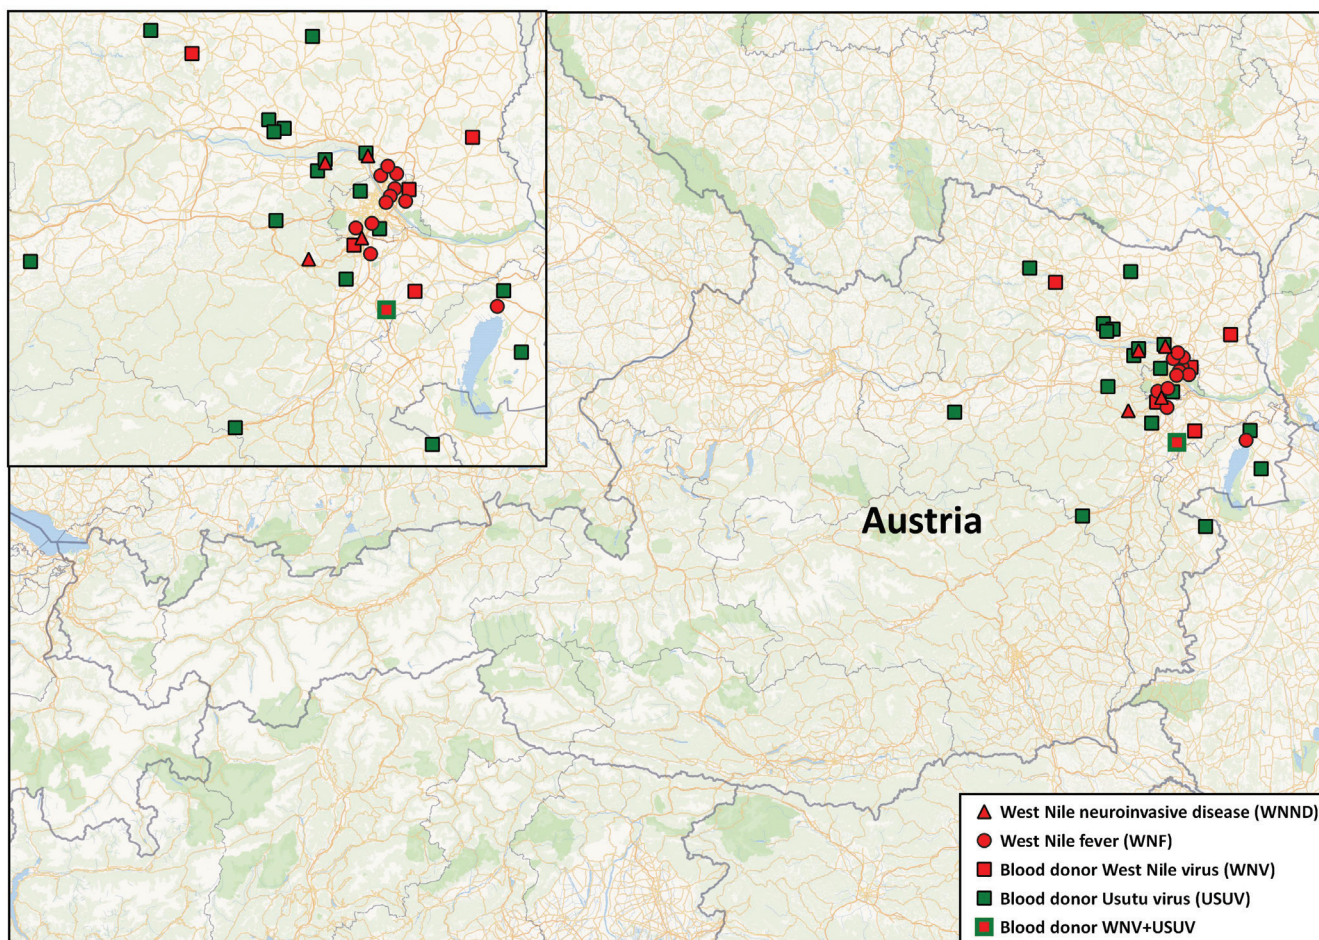 Austria
West Nile neuroinvasive disease (WNND)
West Nile fever (WNF)
Blood donor West Nile virus (WNV)
Blood donor Usutu virus (USUV)
Blood donor WNV+USUV